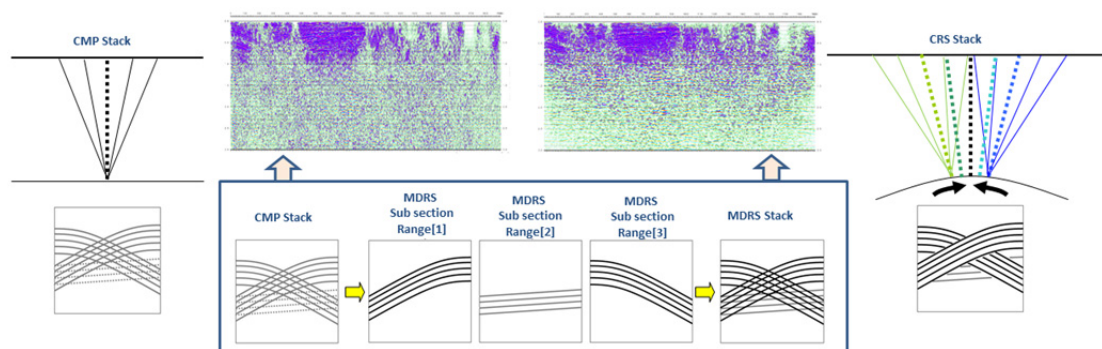 CMP Stack
CRS Stack
CMP Stack
MDRS
Sub section
Range[1]
MDRS
Sub section
Range[2]
MDRS
Sub section
Range[3]
MDRS Stack